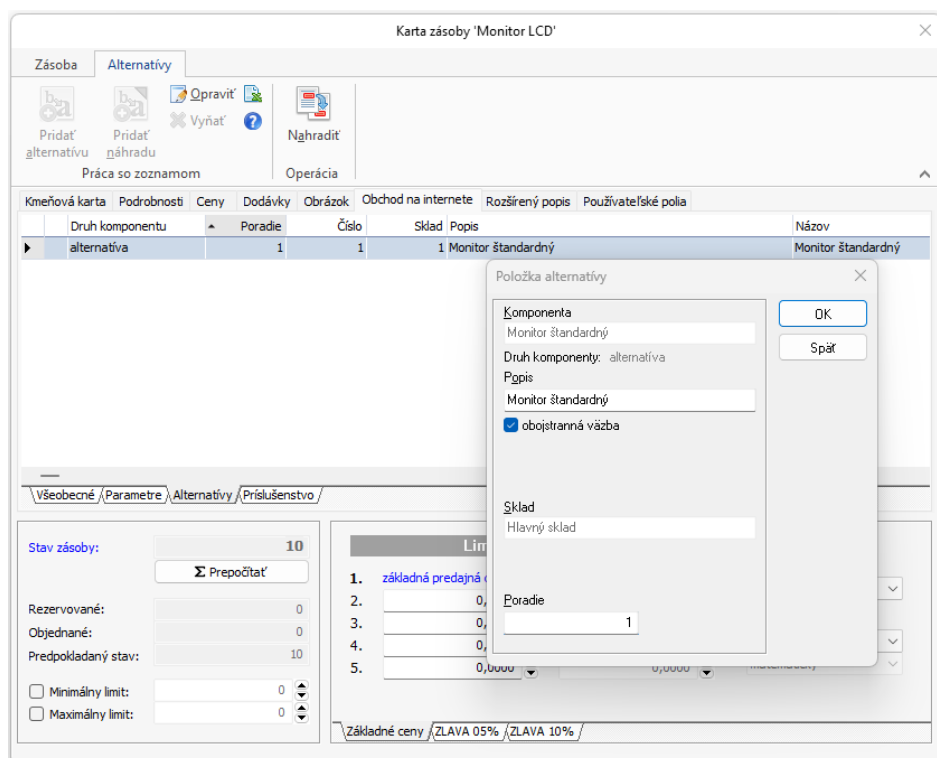 Karta zásoby 'Monitor LCD'
Zásoba Alternatívy
Pridať alternatívu
Pridať náhradu
Opraviť
Vyňať
Nahradiť
Práca so zoznamom Operácia
Kmeňová karta Podrobnosti Ceny Dodávky Obrázok Obchod na internete Rozšírený popis Používateľské polia
Druh komponentu Poradie Číslo Sklad Popis Názov
alternatíva 1 1 1 Monitor štandardný Monitor štandardný
Položka alternatívy
Komponenta
Monitor štandardný
Druh komponenty: alternatíva
Popis
Monitor štandardný
obojstranná väzba
Sklad
Hlavný sklad
Poradie
1
OK
Späť
Všeobecné Parametre Alternatívy Príslušenstvo
Stav zásoby: 10
Σ Prepočítať
Rezervované: 0
Objednané: 0
Predpokladaný stav: 10
Minimálny limit: 0
Maximálny limit: 0
Lim
1. základná predajná
2. 0,
3. 0,
4. 0,
5. 0,0000 0,0000
Základné ceny ZLAVA 05% ZLAVA 10%